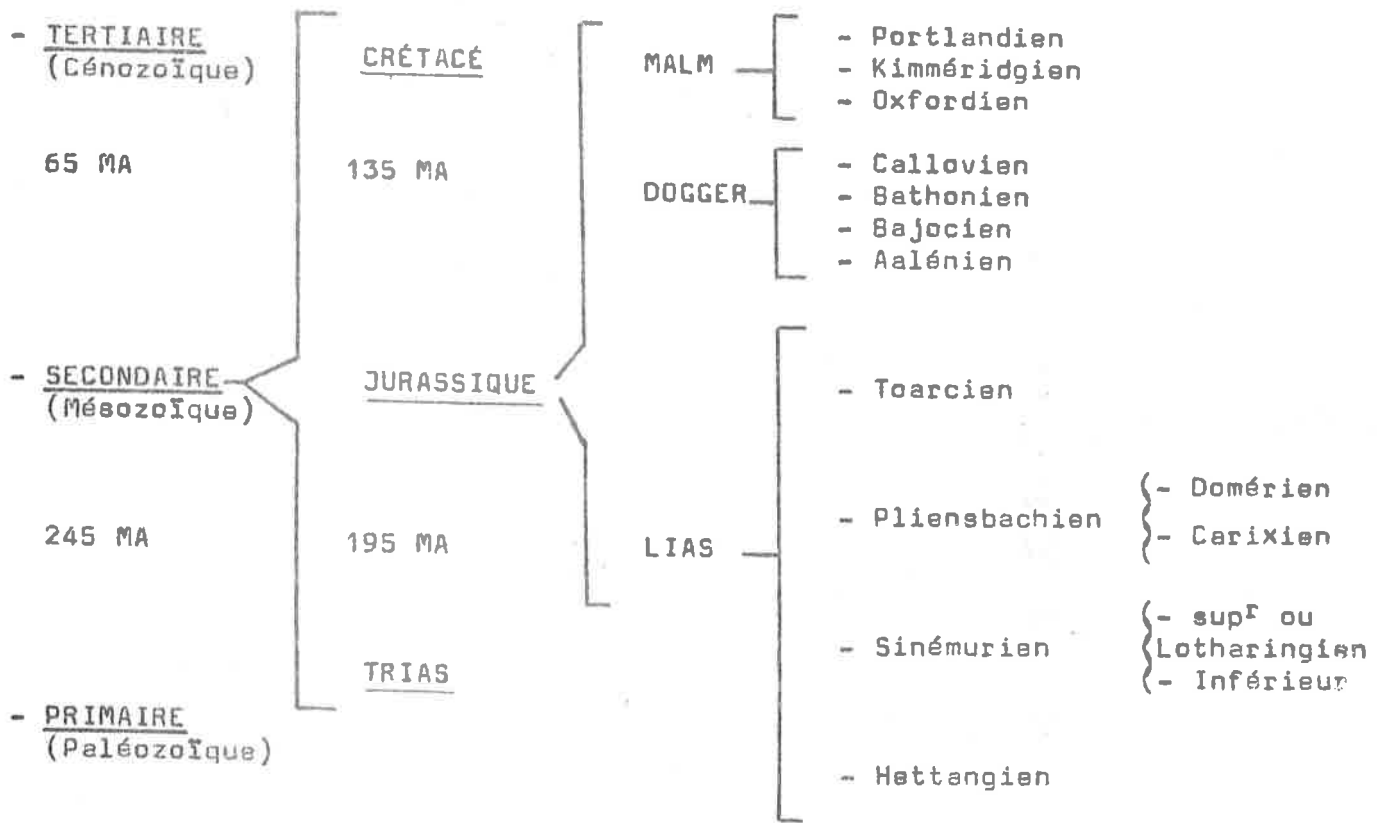 - TERTIAIRE
(Cénozoïque)
65 MA
- SECONDAIRE
(Mésozoïque)
245 MA
- PRIMAIRE
(Paléozoïque)
CRÉTACÉ
135 MA
JURASSIQUE
195 MA
TRIAS
MALM
DOGGER
LIAS
- Portlandien
- Kimméridgien
- Oxfordien
- Callovien
- Bathonien
- Bajocien
- Aalénien
- Toarcien
- Pliensbachien
- Sinémurien
- Hettangien
- Domérien
- Carixien
- supr ou
Lotharingien
- Inférieur